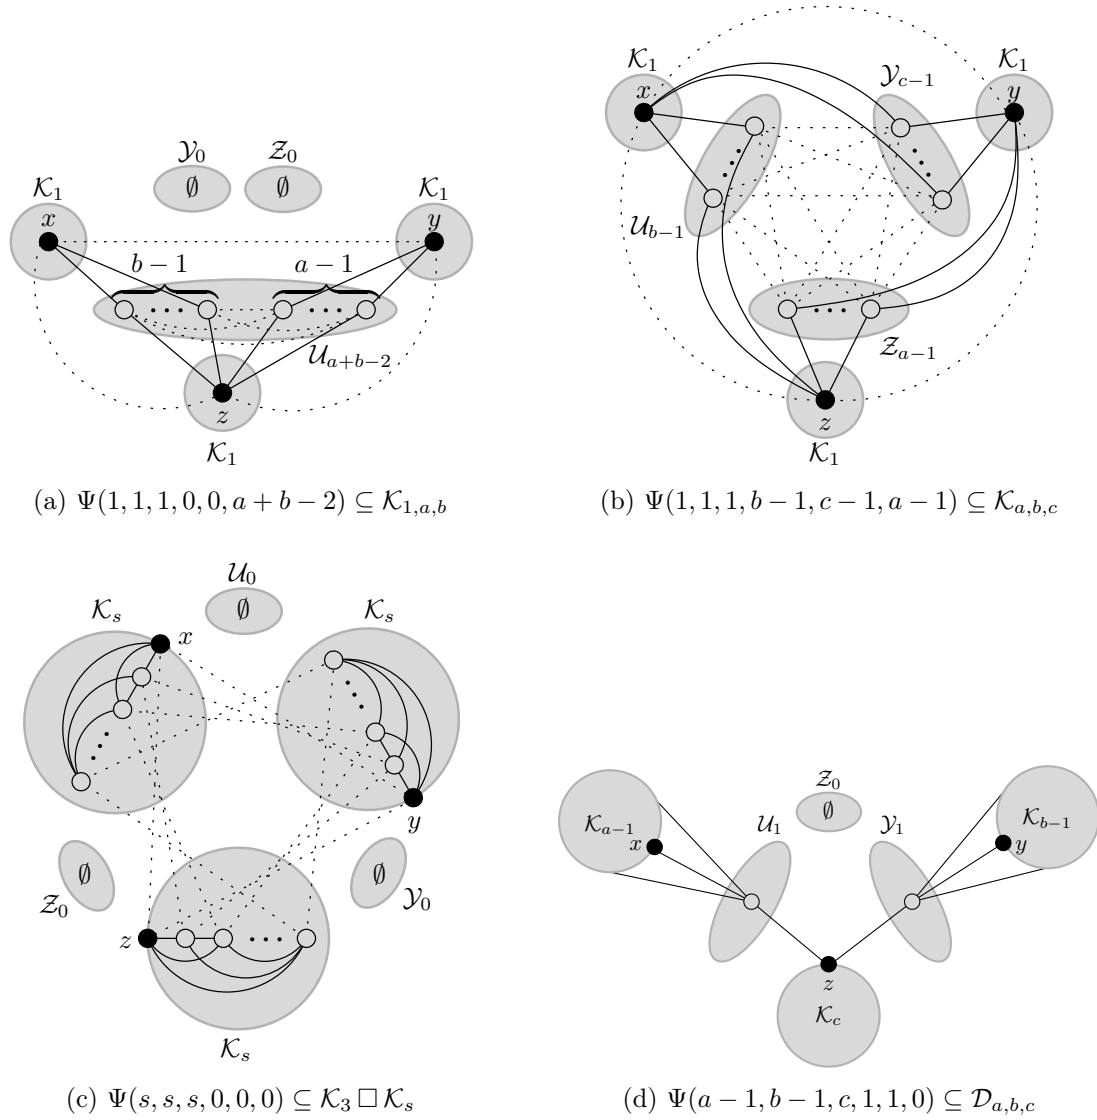 𝒴₀ 𝒵₀
∅ ∅
𝒦₁ 𝒦₁
x y
b − 1 a − 1
··· ···
𝒰ₐ₊b₋₂
z
𝒦₁
(a) Ψ(1, 1, 1, 0, 0, a + b − 2) ⊆ 𝒦₁,ₐ,b
𝒦₁ 𝒴c₋₁ 𝒦₁
x y
𝒰b₋₁
𝒵ₐ₋₁
z
𝒦₁
(b) Ψ(1, 1, 1, b − 1, c − 1, a − 1) ⊆ 𝒦ₐ,b,c
𝒰₀
∅
𝒦ₛ 𝒦ₛ
x
y
∅ ∅
𝒵₀ 𝒴₀
z
𝒦ₛ
(c) Ψ(s, s, s, 0, 0, 0) ⊆ 𝒦₃ □ 𝒦ₛ
𝒵₀
∅
𝒰₁ 𝒴₁
𝒦ₐ₋₁ 𝒦b₋₁
x y
z
𝒦c
(d) Ψ(a − 1, b − 1, c, 1, 1, 0) ⊆ 𝒟ₐ,b,c